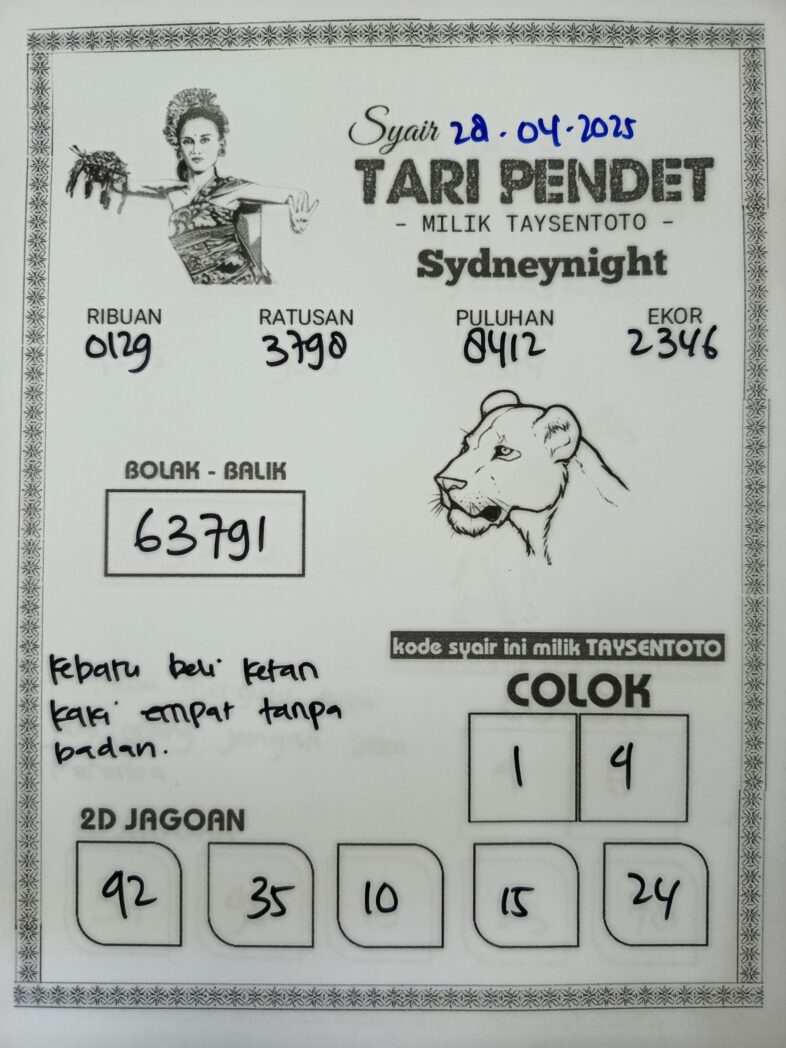 Syair 28.04.2025
TARI PENDET
- MILIK TAYSENTOTO -
Sydneynight
RIBUAN RATUSAN PULUHAN EKOR
0129 3798 8412 2346
BOLAK - BALIK
63791
kode syair ini milik TAYSENTOTO
kebaru beli ketan
kaki empat tanpa
badan.
COLOK
1 4
2D JAGOAN
92 35 10 15 24